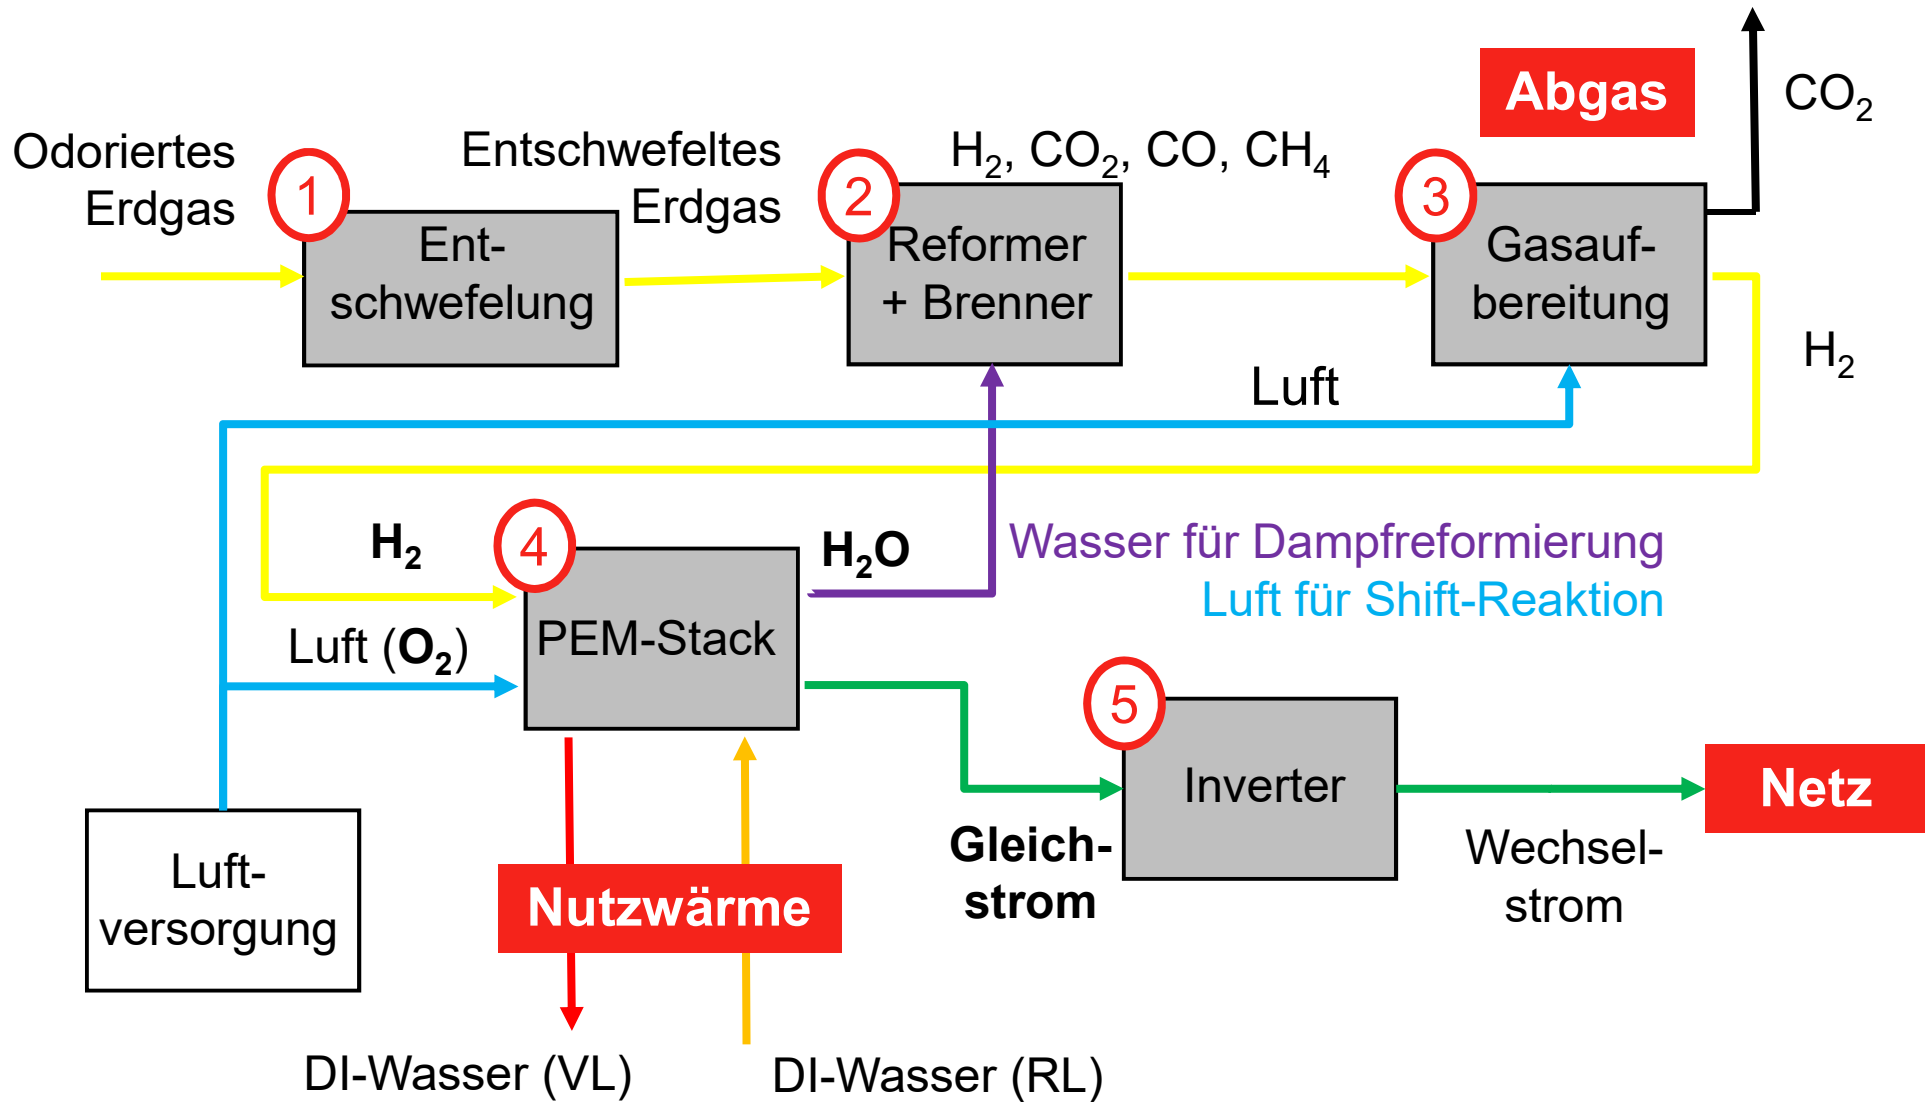 Abgas
CO₂
Odoriertes
Erdgas
1
Entschwefeltes
Erdgas
2
H₂, CO₂, CO, CH₄
3
Ent-
schwefelung
Reformer
+ Brenner
Gasauf-
bereitung
H₂
Luft
H₂
4
H₂O
Wasser für Dampfreformierung
Luft für Shift-Reaktion
Luft (O₂)
PEM-Stack
5
Inverter
Netz
Gleich-
strom
Wechsel-
strom
Luft-
versorgung
Nutzwärme
DI-Wasser (VL)
DI-Wasser (RL)